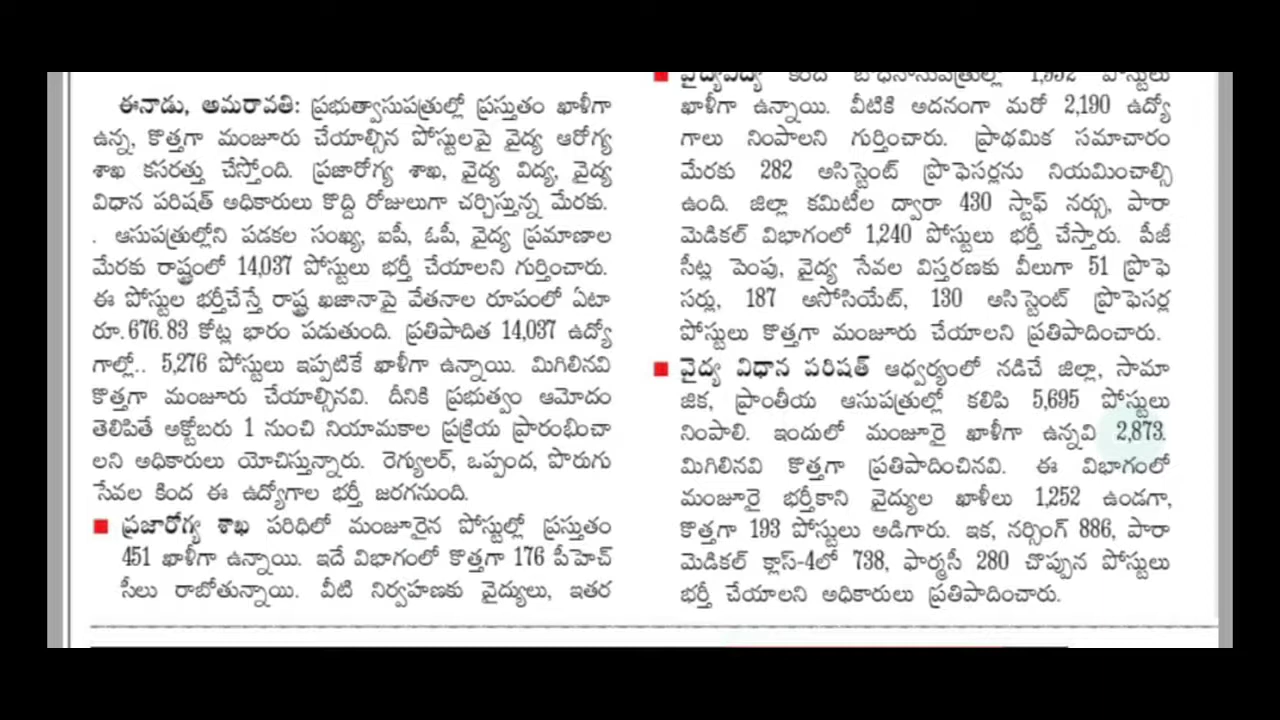 ఈనాడు, అమరావతి: ప్రభుత్వాసుపత్రుల్లో ప్రస్తుతం ఖాళీగా
ఉన్న, కొత్తగా మంజూరు చేయాల్సిన పోస్టులపై వైద్య ఆరోగ్య
శాఖ కసరత్తు చేస్తోంది. ప్రజారోగ్య శాఖ, వైద్య విద్య, వైద్య
విధాన పరిషత్ అధికారులు కొద్ది రోజులుగా చర్చిస్తున్న మేరకు.
. ఆసుపత్రుల్లోని పడకల సంఖ్య, ఐపీ, ఓపీ, వైద్య ప్రమాణాల
మేరకు రాష్ట్రంలో 14,037 పోస్టులు భర్తీ చేయాలని గుర్తించారు.
ఈ పోస్టుల భర్తీచేస్తే రాష్ట్ర ఖజానాపై వేతనాల రూపంలో ఏటా
రూ.676.83 కోట్ల భారం పడుతుంది. ప్రతిపాదిత 14,037 ఉద్యో
గాల్లో.. 5,276 పోస్టులు ఇప్పటికే ఖాళీగా ఉన్నాయి. మిగిలినవి
కొత్తగా మంజూరు చేయాల్సినవి. దీనికి ప్రభుత్వం ఆమోదం
తెలిపితే అక్టోబరు 1 నుంచి నియామకాల ప్రక్రియ ప్రారంభించా
లని అధికారులు యోచిస్తున్నారు. రెగ్యులర్, ఒప్పంద, పొరుగు
సేవల కింద ఈ ఉద్యోగాల భర్తీ జరగనుంది.
ప్రజారోగ్య శాఖ పరిధిలో మంజూరైన పోస్టుల్లో ప్రస్తుతం
451 ఖాళీగా ఉన్నాయి. ఇదే విభాగంలో కొత్తగా 176 పీహెచ్
సీలు రాబోతున్నాయి. వీటి నిర్వహణకు వైద్యులు, ఇతర
వైద్యవిద్య కింద బోధనాసుపత్రుల్లో 1,592 పోస్టులు
ఖాళీగా ఉన్నాయి. వీటికి అదనంగా మరో 2,190 ఉద్యో
గాలు నింపాలని గుర్తించారు. ప్రాథమిక సమాచారం
మేరకు 282 అసిస్టెంట్ ప్రొఫెసర్లను నియమించాల్సి
ఉంది. జిల్లా కమిటీల ద్వారా 430 స్టాఫ్ నర్సు, పారా
మెడికల్ విభాగంలో 1,240 పోస్టులు భర్తీ చేస్తారు. పీజీ
సీట్ల పెంపు, వైద్య సేవల విస్తరణకు వీలుగా 51 ప్రొఫె
సర్లు, 187 అసోసియేట్, 130 అసిస్టెంట్ ప్రొఫెసర్ల
పోస్టులు కొత్తగా మంజూరు చేయాలని ప్రతిపాదించారు.
వైద్య విధాన పరిషత్ ఆధ్వర్యంలో నడిచే జిల్లా, సామా
జిక, ప్రాంతీయ ఆసుపత్రుల్లో కలిపి 5,695 పోస్టులు
నింపాలి. ఇందులో మంజూరై ఖాళీగా ఉన్నవి 2,873.
మిగిలినవి కొత్తగా ప్రతిపాదించినవి. ఈ విభాగంలో
మంజూరై భర్తీకాని వైద్యుల ఖాళీలు 1,252 ఉండగా,
కొత్తగా 193 పోస్టులు అడిగారు. ఇక, నర్సింగ్ 886, పారా
మెడికల్ క్లాస్-4లో 738, ఫార్మసీ 280 చొప్పున పోస్టులు
భర్తీ చేయాలని అధికారులు ప్రతిపాదించారు.